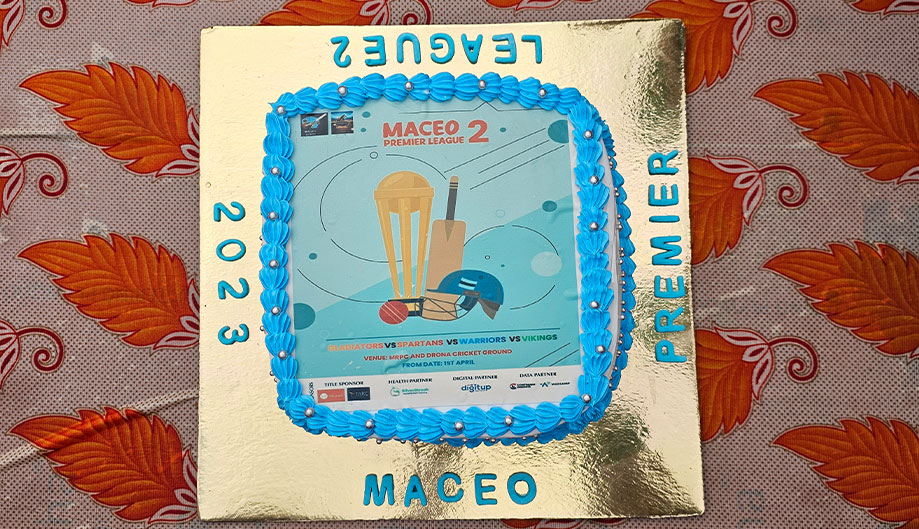 LEAGUE2
MACEO
PREMIER LEAGUE 2
2023
PREMIER
GLADIATORS VS SPARTANS VS WARRIORS VS VIKINGS
VENUE: MRPC AND DRONA CRICKET GROUND
FROM DATE: 1ST APRIL
TITLE SPONSOR
HEALTH PARTNER
DIGITAL PARTNER
DATA PARTNER
digitup
MACEO